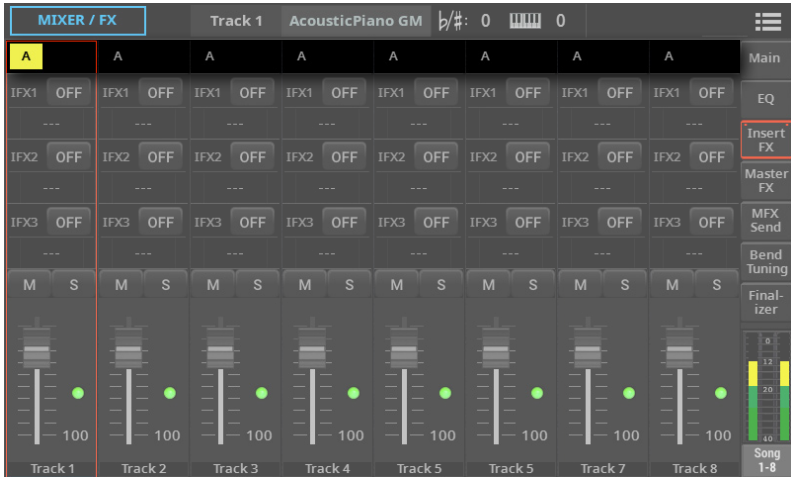 MIXER / FX Track 1 AcousticPiano GM ♭/♯: 0 0
A A A A A A A A Main
IFX1 OFF IFX1 OFF IFX1 OFF IFX1 OFF IFX1 OFF IFX1 OFF IFX1 OFF IFX1 OFF EQ
--- --- --- --- --- --- --- --- Insert FX
IFX2 OFF IFX2 OFF IFX2 OFF IFX2 OFF IFX2 OFF IFX2 OFF IFX2 OFF IFX2 OFF
--- --- --- --- --- --- --- --- Master FX
IFX3 OFF IFX3 OFF IFX3 OFF IFX3 OFF IFX3 OFF IFX3 OFF IFX3 OFF IFX3 OFF MFX Send
--- --- --- --- --- --- --- --- Bend Tuning
M S M S M S M S M S M S M S M S Final-
izer
0
12
20
100 100 100 100 100 100 100 100 40
Track 1 Track 2 Track 3 Track 4 Track 5 Track 5 Track 7 Track 8 Song 1-8